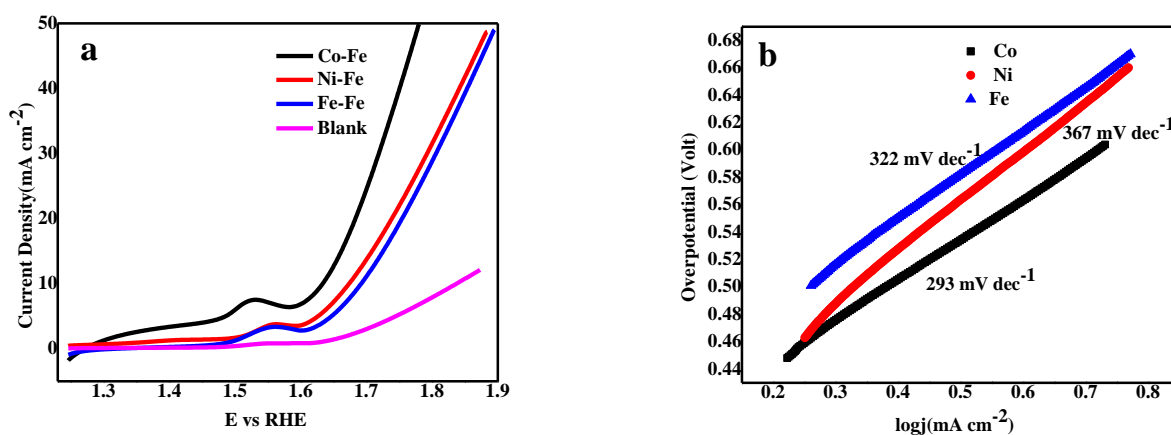 a
50
40
30
20
10
0
Current Density(mA cm-2)
Co-Fe
Ni-Fe
Fe-Fe
Blank
1.3 1.4 1.5 1.6 1.7 1.8 1.9
E vs RHE
b
0.68
0.66
0.64
0.62
0.60
0.58
0.56
0.54
0.52
0.50
0.48
0.46
0.44
Overpotential (Volt)
Co
Ni
Fe
367 mV dec-1
322 mV dec-1
293 mV dec-1
0.2 0.3 0.4 0.5 0.6 0.7 0.8
logj(mA cm-2)